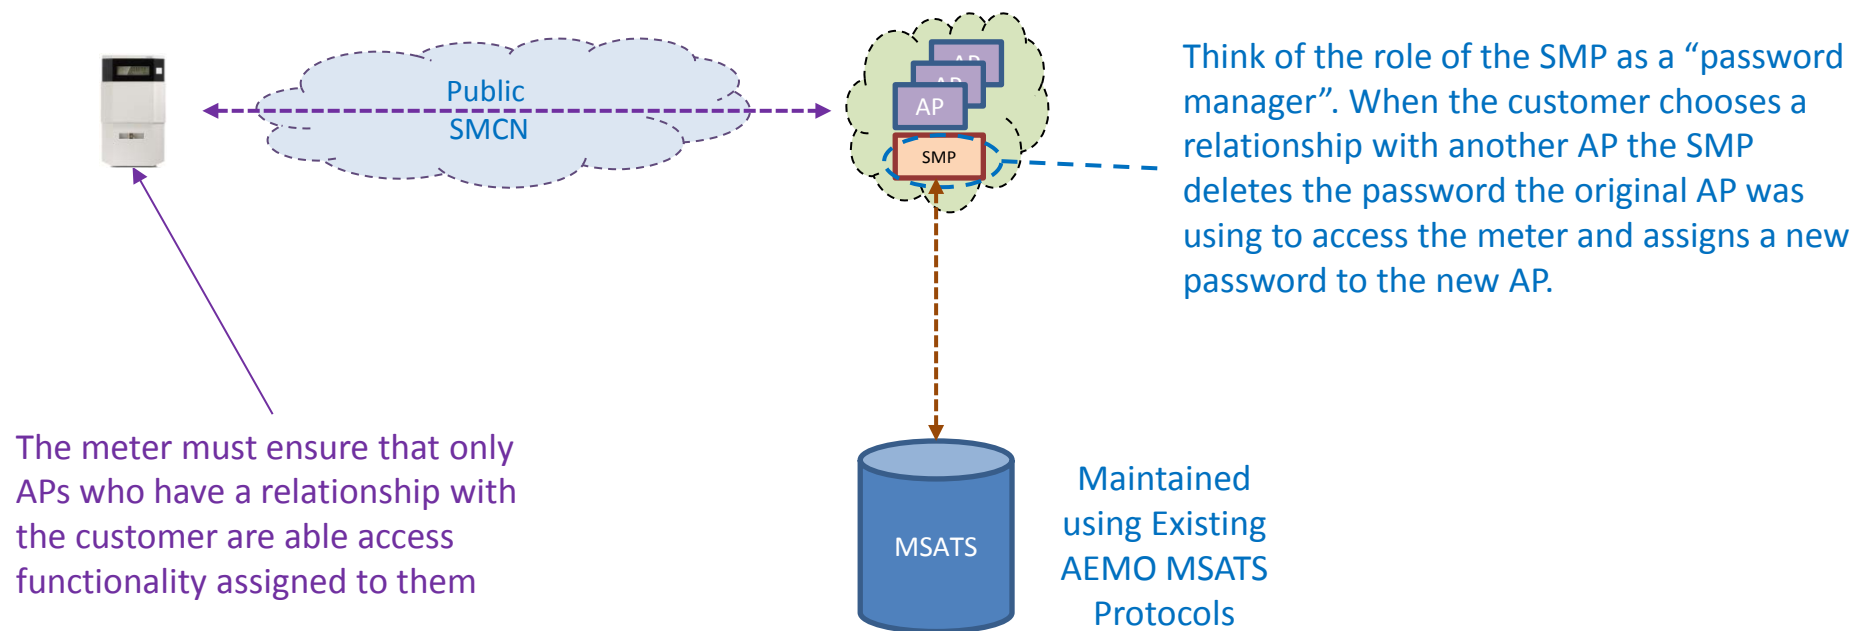 Public
SMCN
AP
AP
AP
SMP
Think of the role of the SMP as a “password
manager”. When the customer chooses a
relationship with another AP the SMP
deletes the password the original AP was
using to access the meter and assigns a new
password to the new AP.
The meter must ensure that only
APs who have a relationship with
the customer are able access
functionality assigned to them
MSATS
Maintained
using Existing
AEMO MSATS
Protocols